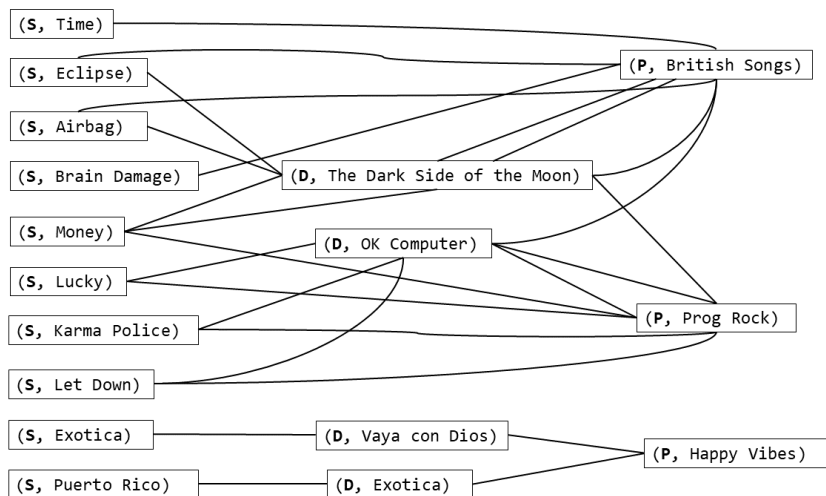 (S, Time)
(S, Eclipse)
(P, British Songs)
(S, Airbag)
(S, Brain Damage)
(D, The Dark Side of the Moon)
(S, Money)
(D, OK Computer)
(S, Lucky)
(P, Prog Rock)
(S, Karma Police)
(S, Let Down)
(S, Exotica)
(D, Vaya con Dios)
(P, Happy Vibes)
(S, Puerto Rico)
(D, Exotica)